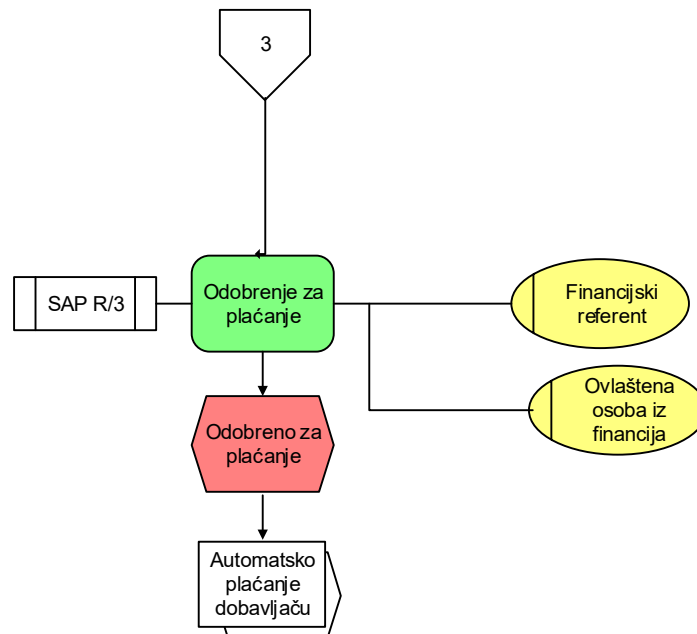 3
SAP R/3
Odobrenje za
plaćanje
Financijski
referent
Ovlaštena
osoba iz
financija
Odobreno za
plaćanje
Automatsko
plaćanje
dobavljaču